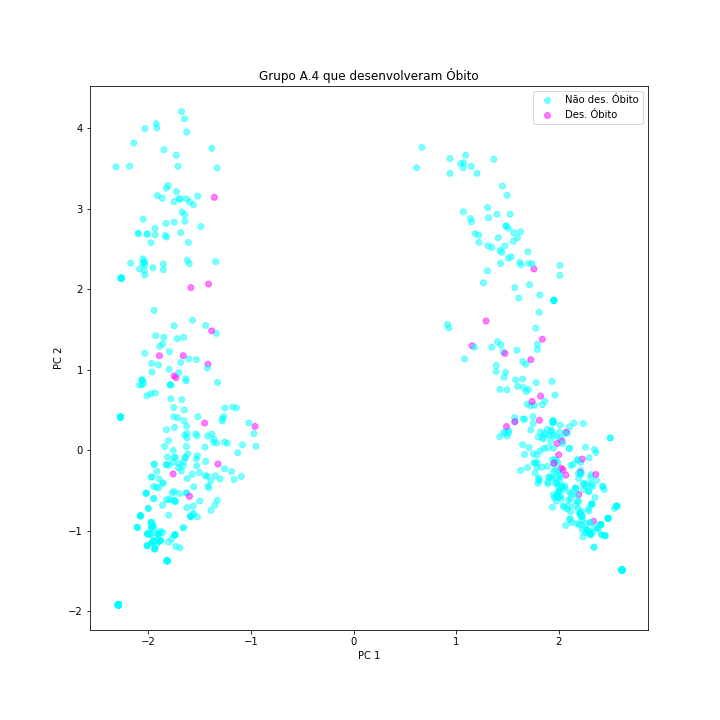 Grupo A.4 que desenvolveram Óbito
Não des. Óbito
Des. Óbito
4
3
2
1
0
−1
−2
PC 2
−2 −1 0 1 2
PC 1